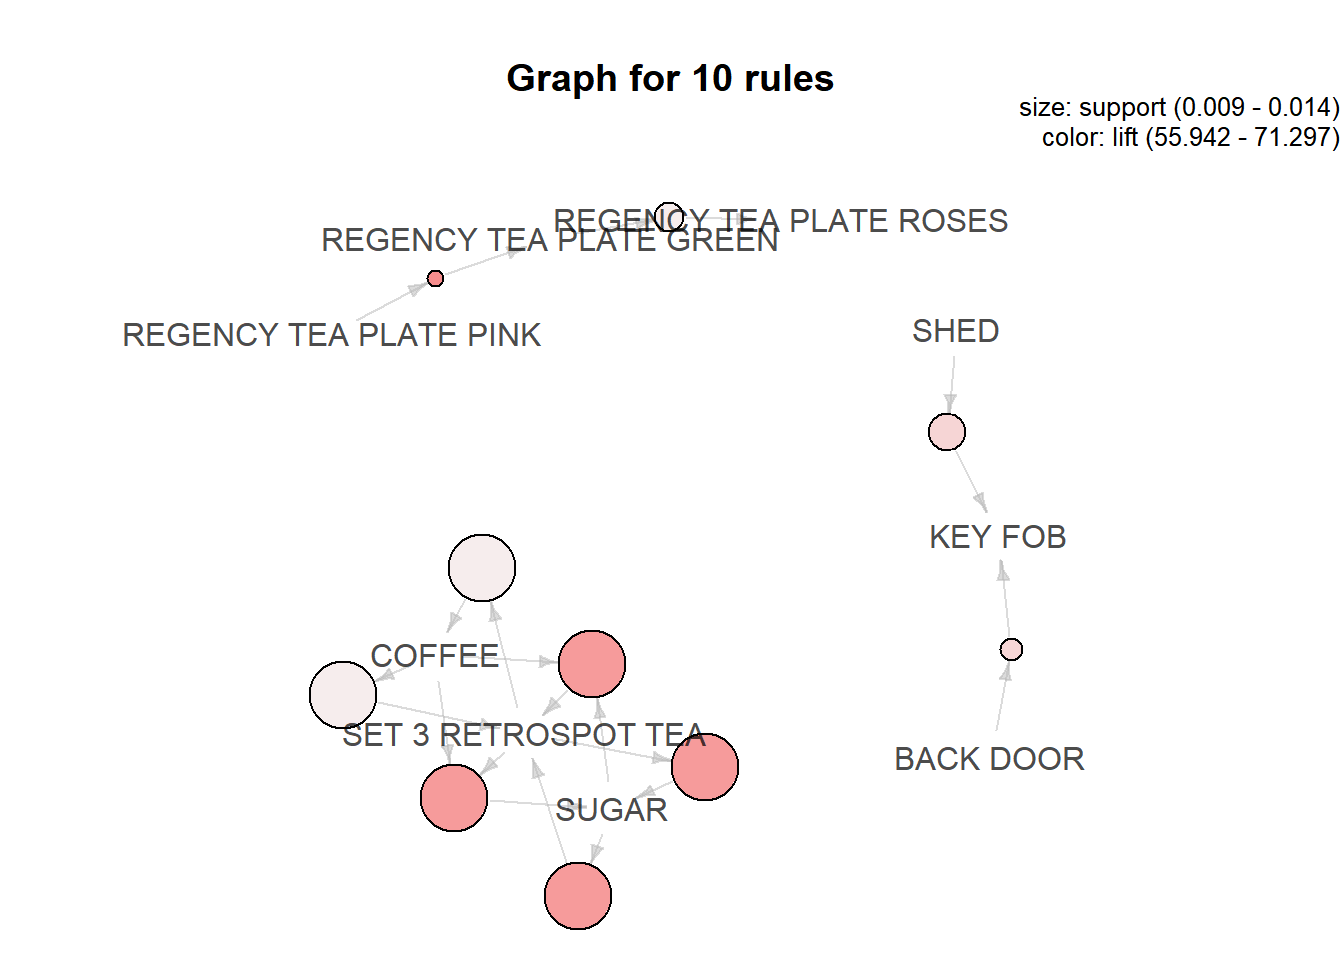 Graph for 10 rules
size: support (0.009 - 0.014)
color: lift (55.942 - 71.297)
REGENCY TEA PLATE ROSES
REGENCY TEA PLATE GREEN
REGENCY TEA PLATE PINK
SHED
KEY FOB
COFFEE
SET 3 RETROSPOT TEA
BACK DOOR
SUGAR